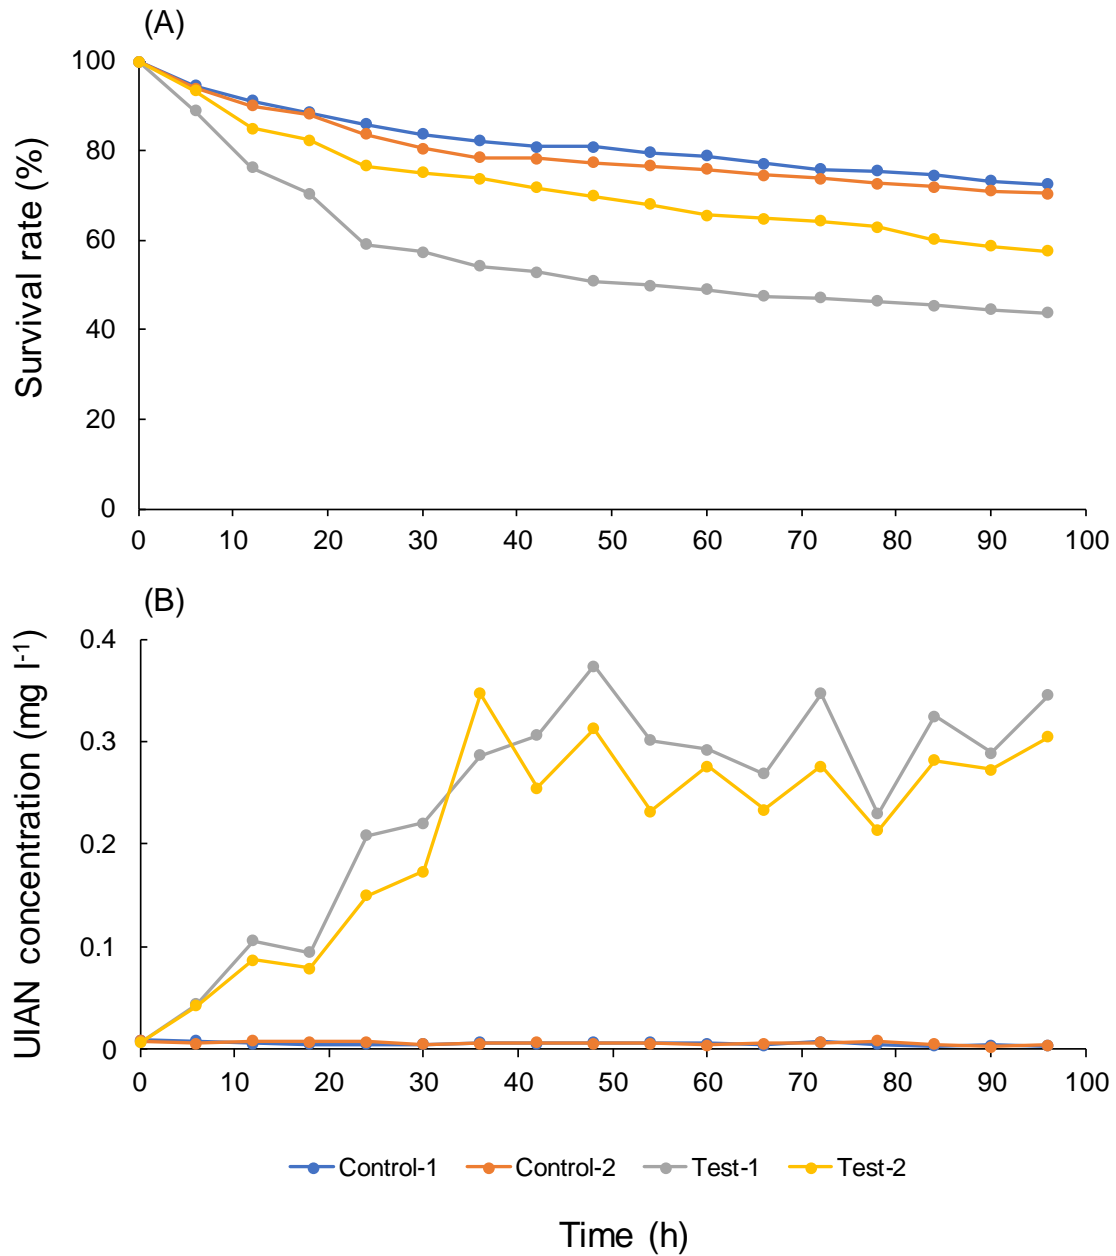 (A)
Survival rate (%)
100
80
60
40
20
0
0 10 20 30 40 50 60 70 80 90 100
(B)
UIAN concentration (mg l-1)
0.4
0.3
0.2
0.1
0
0 10 20 30 40 50 60 70 80 90 100
Control-1 Control-2 Test-1 Test-2
Time (h)